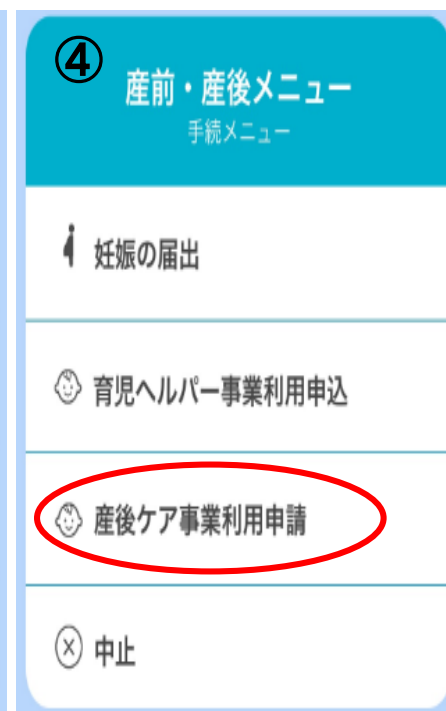 ④
産前・産後メニュー
手続メニュー
妊娠の届出
育児ヘルパー事業利用申込
産後ケア事業利用申請
中止